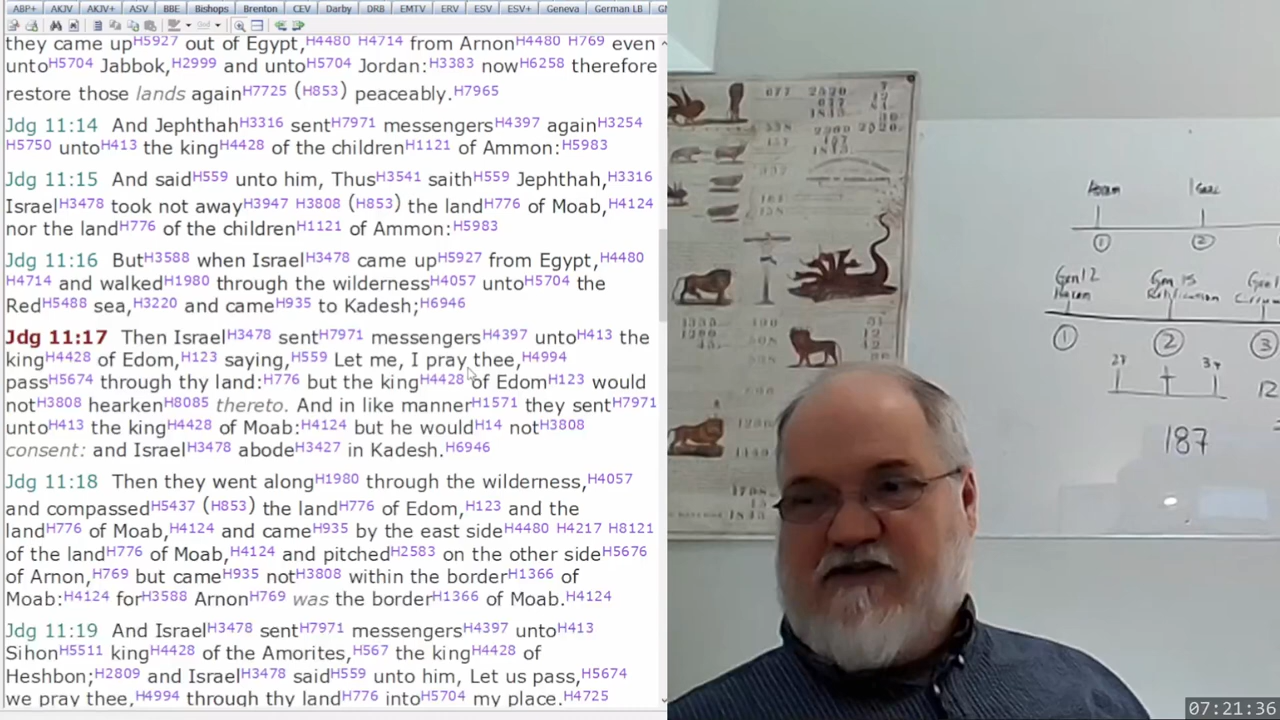 ABP+ AKJV AKJV+ ASV BBE Bishops Brenton CEV Darby DRB EMTV ERV ESV ESV+ Geneva German LB GNB
they came upH5927 out of Egypt,H4480 H4714 from ArnonH4480 H769 even
untoH5704 Jabbok,H2999 and untoH5704 Jordan:H3383 nowH6258 therefore
restore those lands againH7725 (H853) peaceably.H7965
Jdg 11:14 And JephthahH3316 sentH7971 messengersH4397 againH3254
H5750 untoH413 the kingH4428 of the childrenH1121 of Ammon:H5983
Jdg 11:15 And saidH559 unto him, ThusH3541 saithH559 Jephthah,H3316
IsraelH3478 took not awayH3947 H3808 (H853) the landH776 of Moab,H4124
nor the landH776 of the childrenH1121 of Ammon:H5983
Jdg 11:16 ButH3588 when IsraelH3478 came upH5927 from Egypt,H4480
H4714 and walkedH1980 through the wildernessH4057 untoH5704 the
RedH5488 sea,H3220 and cameH935 to Kadesh;H6946
Jdg 11:17 Then IsraelH3478 sentH7971 messengersH4397 untoH413 the
kingH4428 of Edom,H123 saying,H559 Let me, I pray thee,H4994
passH5674 through thy land:H776 but the kingH4428 of EdomH123 would
notH3808 hearkenH8085 thereto. And in like mannerH1571 they sentH7971
untoH413 the kingH4428 of Moab:H4124 but he wouldH14 notH3808
consent: and IsraelH3478 abodeH3427 in Kadesh.H6946
Jdg 11:18 Then they went alongH1980 through the wilderness,H4057
and compassedH5437 (H853) the landH776 of Edom,H123 and the
landH776 of Moab,H4124 and cameH935 by the east sideH4480 H4217 H8121
of the landH776 of Moab,H4124 and pitchedH2583 on the other sideH5676
of Arnon,H769 but cameH935 notH3808 within the borderH1366 of
Moab:H4124 forH3588 ArnonH769 was the borderH1366 of Moab.H4124
Jdg 11:19 And IsraelH3478 sentH7971 messengersH4397 untoH413
SihonH5511 kingH4428 of the Amorites,H567 the kingH4428 of
Heshbon;H2809 and IsraelH3478 said unto him, Let us pass,H5674
we pray thee,H4994 through thy landH776 intoH5704 my place.H4725
677 2520
1 2
Gen 12 Gen 15
Ratification
1 2 3
187
07:21:36